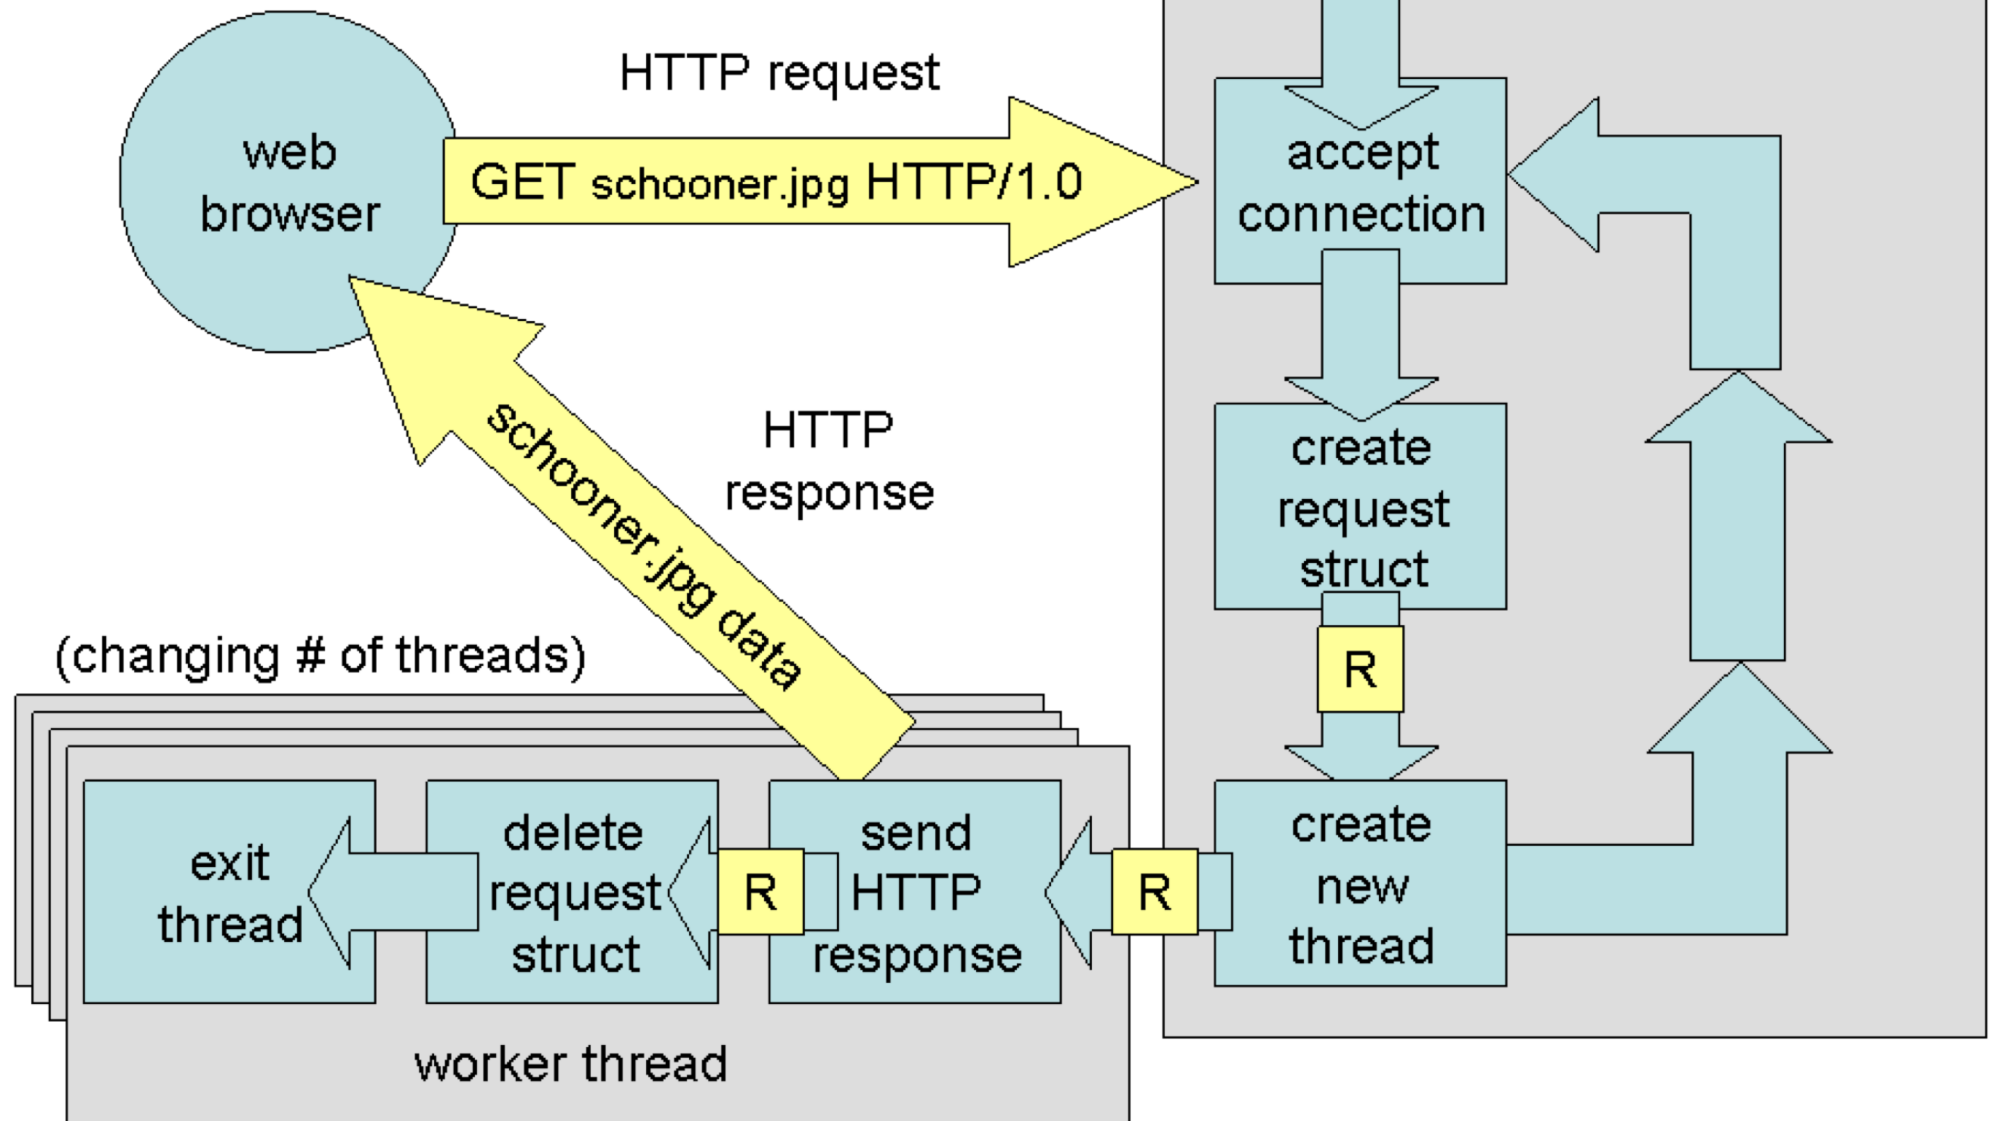 HTTP request
web
browser
GET schooner.jpg HTTP/1.0
accept
connection
HTTP
response
schooner.jpg data
create
request
struct
R
(changing # of threads)
exit
thread
delete
request
struct
R
send
HTTP
response
R
create
new
thread
worker thread